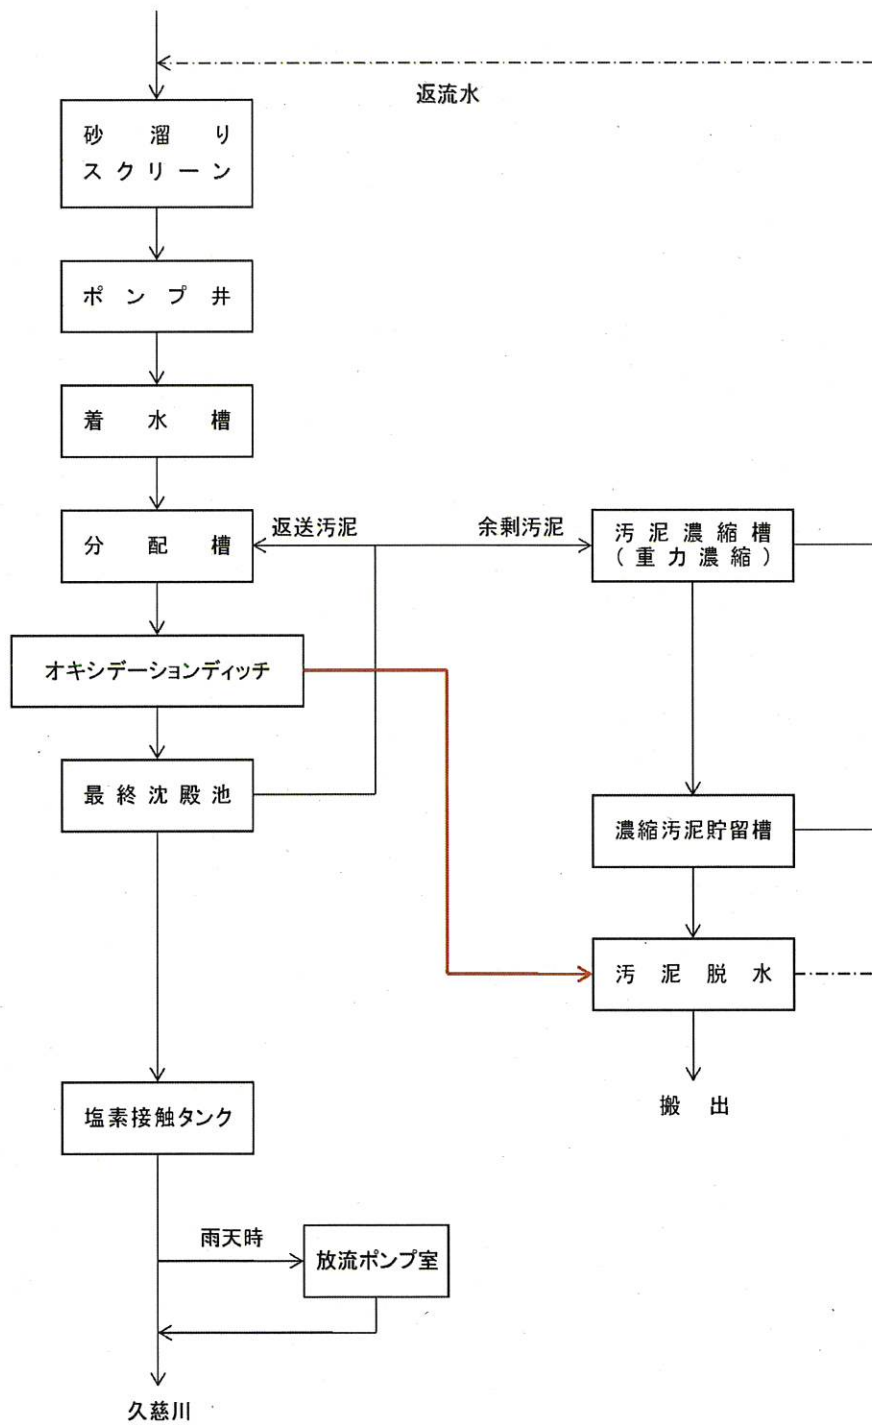 返流水
砂溜り
スクリーン
ポンプ井
着水槽
分配槽
返送汚泥
余剰汚泥
汚泥濃縮槽
(重力濃縮)
オキシデーションディッチ
最終沈殿池
濃縮汚泥貯留槽
汚泥脱水
搬出
塩素接触タンク
雨天時
放流ポンプ室
久慈川